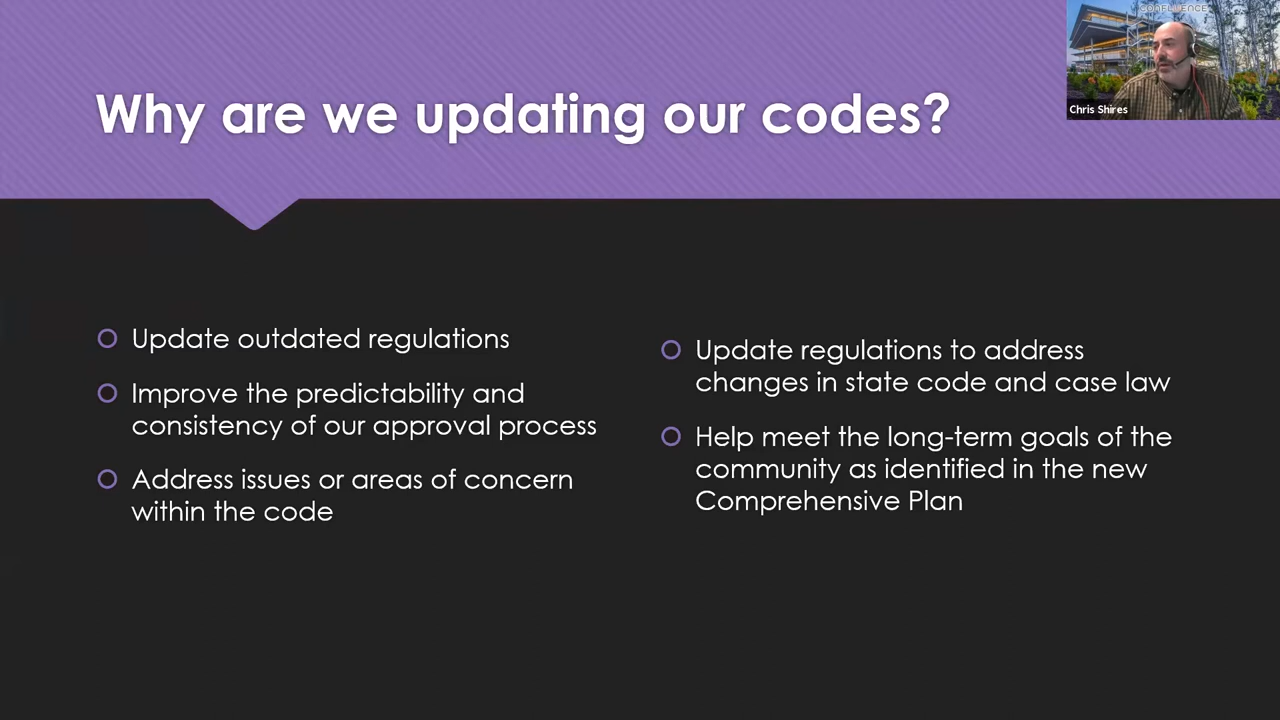 Why are we updating our codes?
CONFLUENCE
Chris Shires
Update outdated regulations
Improve the predictability and
consistency of our approval process
Address issues or areas of concern
within the code
Update regulations to address
changes in state code and case law
Help meet the long-term goals of the
community as identified in the new
Comprehensive Plan